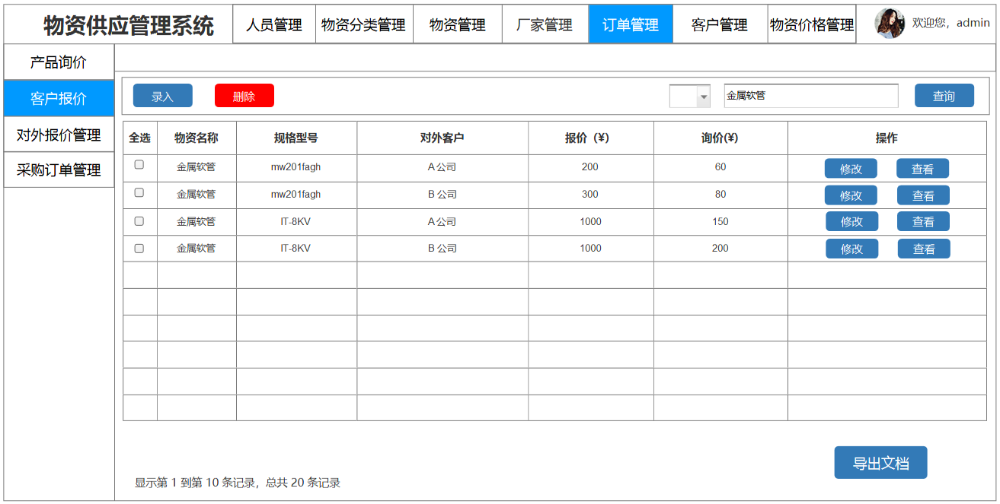 物资供应管理系统 人员管理 物资分类管理 物资管理 厂家管理 订单管理 客户管理 物资价格管理 欢迎您，admin
产品询价
客户报价
对外报价管理
采购订单管理
录入 删除 金属软管 查询
全选 物资名称 规格型号 对外客户 报价（¥） 询价(¥) 操作
金属软管 mw201fagh A公司 200 60 修改 查看
金属软管 mw201fagh B 公司 300 80 修改 查看
金属软管 IT-8KV A公司 1000 150 修改 查看
金属软管 IT-8KV B 公司 1000 200 修改 查看
导出文档
显示第 1 到第 10 条记录，总共 20 条记录